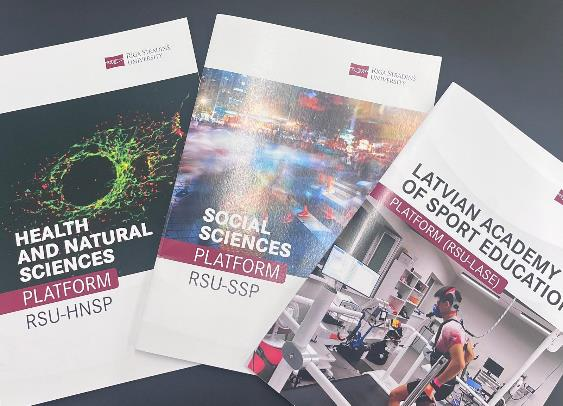 RĪGA STRADIŅŠ
UNIVERSITY
HEALTH
AND NATURAL
SCIENCES
PLATFORM
RSU-HNSP
RĪGA STRADIŅŠ
UNIVERSITY
SOCIAL
SCIENCES
PLATFORM
RSU-SSP
LATVIAN ACADEMY
OF SPORT EDUCATION
PLATFORM (RSU-LASE)